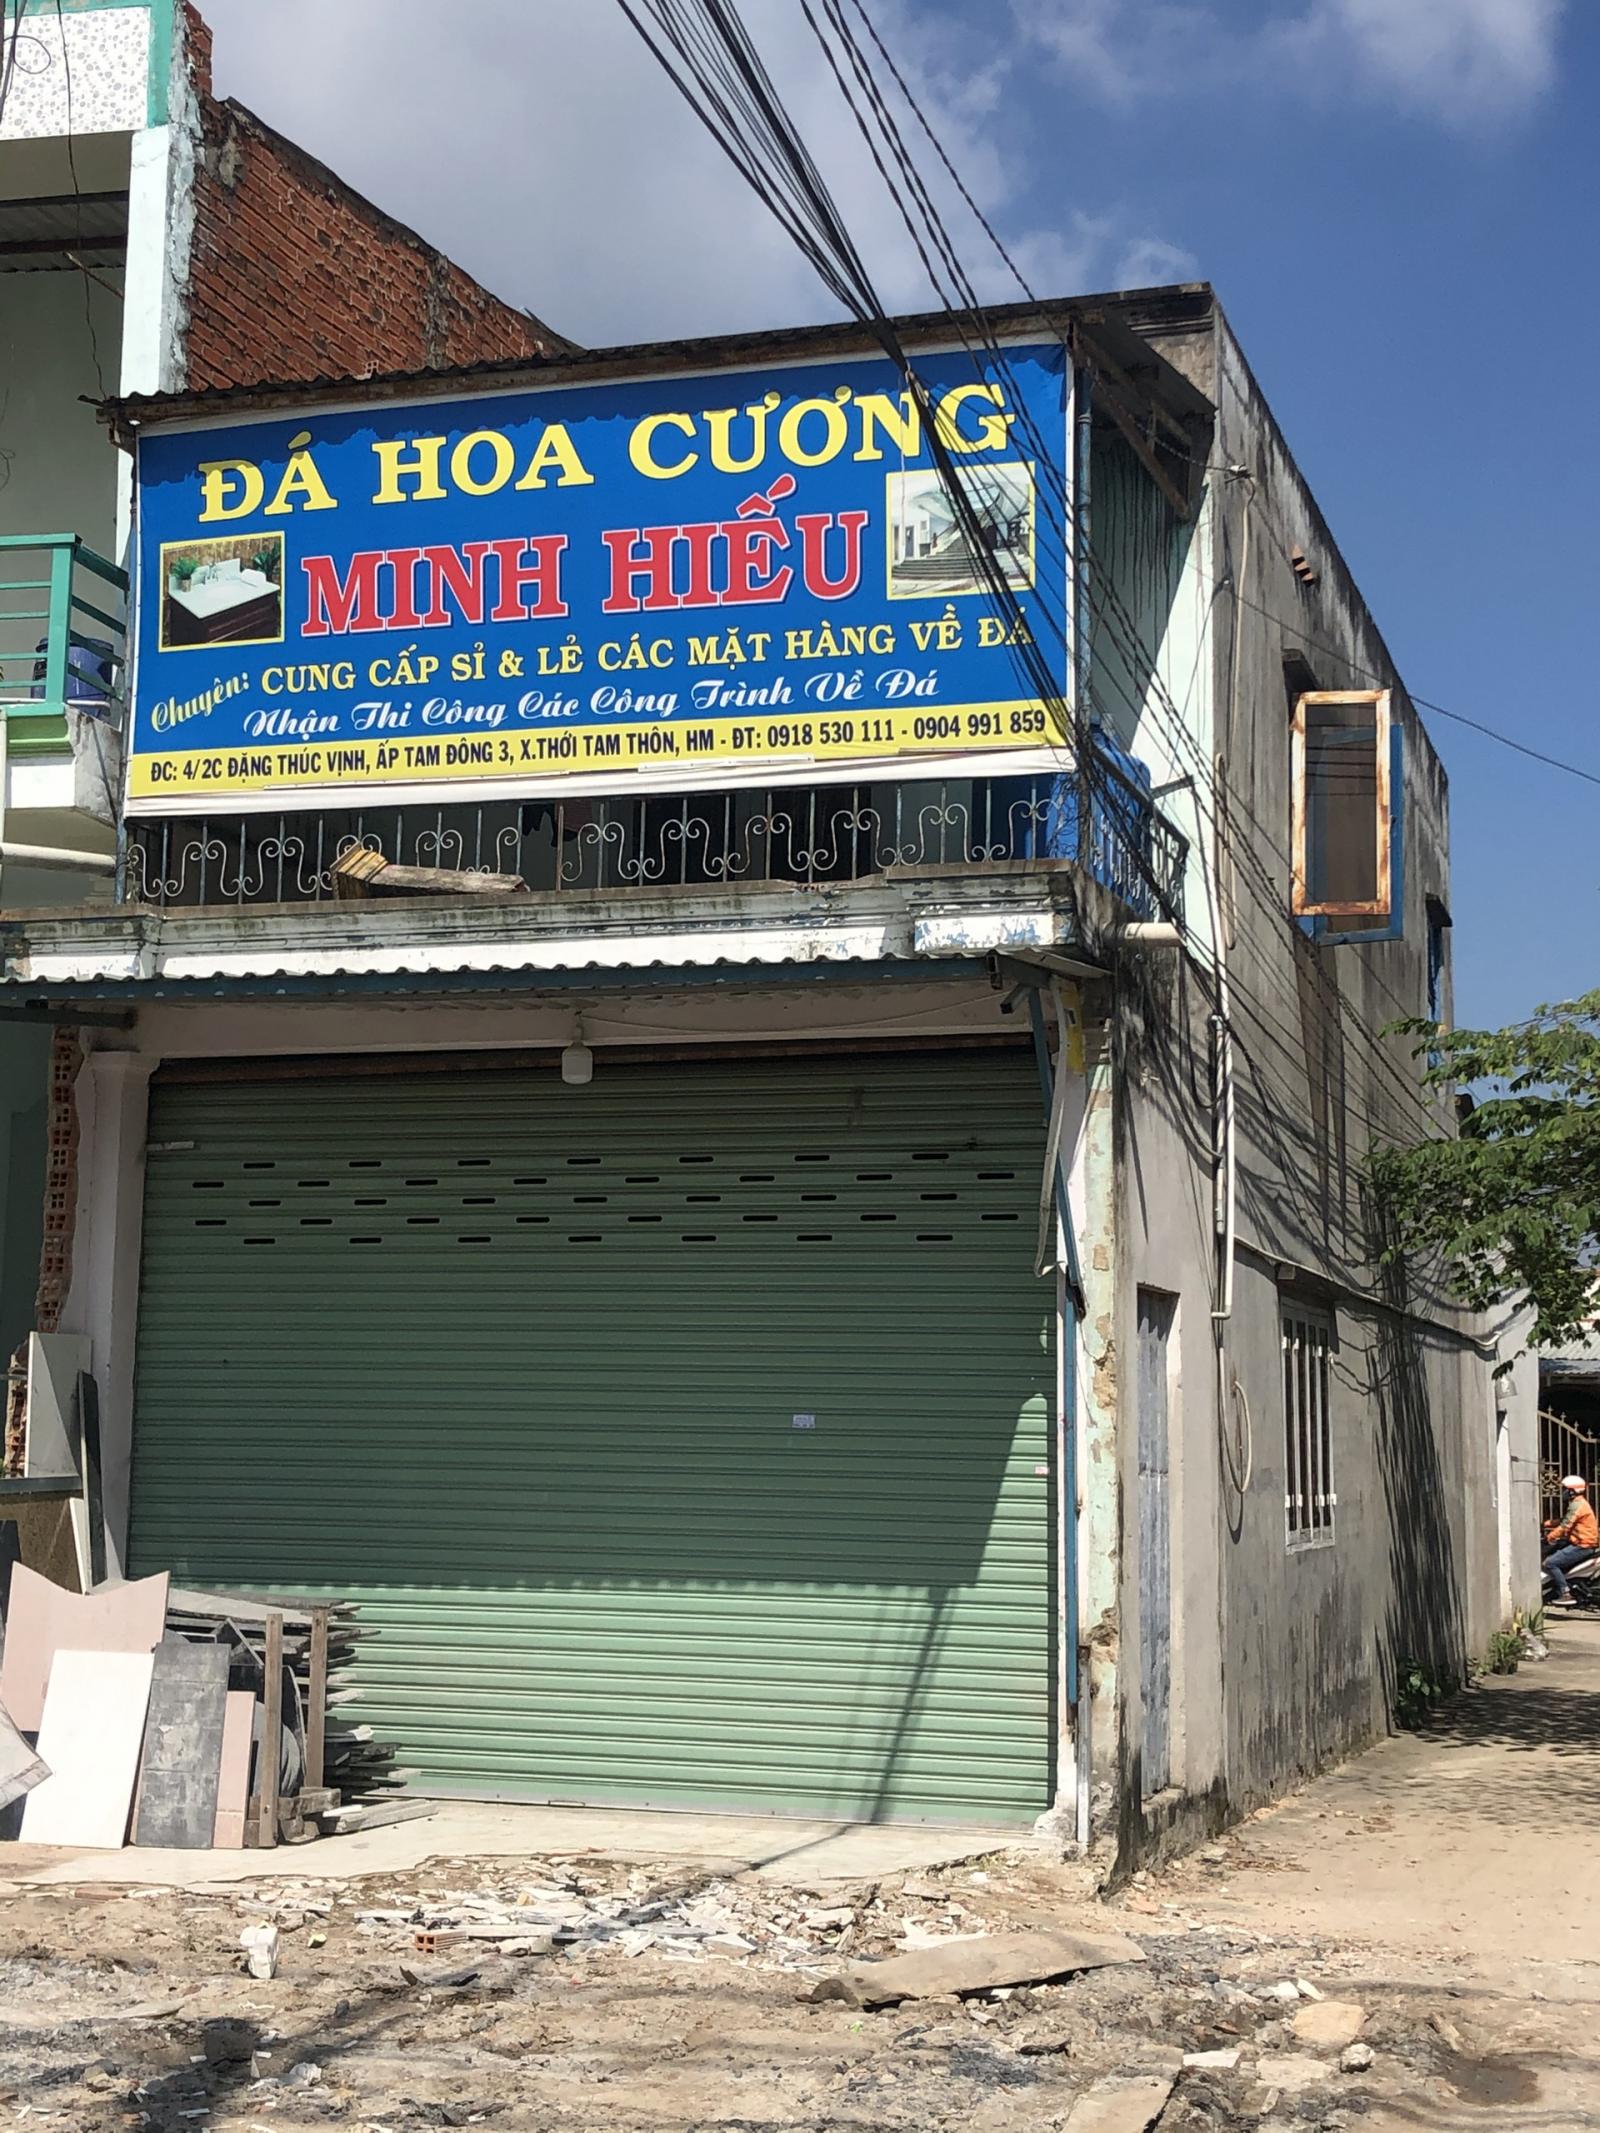 ĐÁ HOA CƯƠNG
MINH HIẾU
Chuyên: CUNG CẤP SỈ & LẺ CÁC MẶT HÀNG VỀ ĐÁ
Nhận Thi Công Các Công Trình Về Đá
ĐC: 4/2C ĐẶNG THÚC VỊNH, ẤP TAM ĐÔNG 3, X.THỚI TAM THÔN, HM - ĐT: 0918 530 111 - 0904 991 859